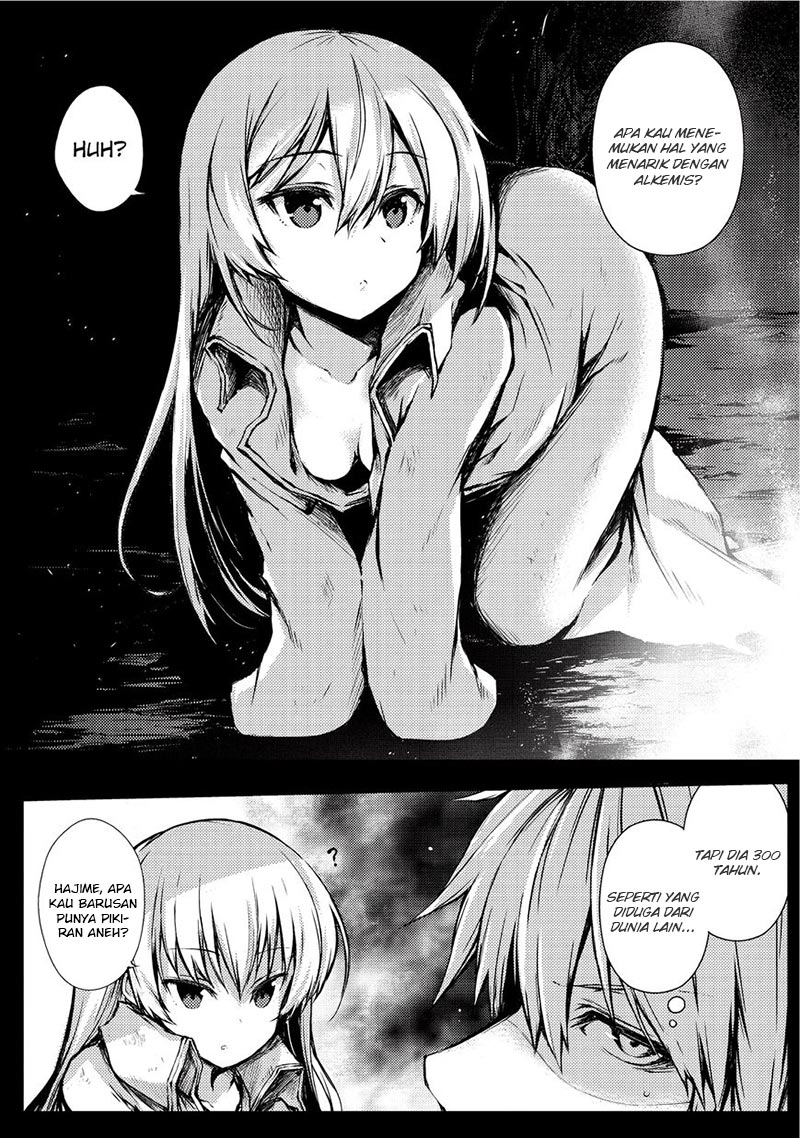 APA KAU MENE-
MUKAN HAL YANG
MENARIK DENGAN
ALKEMIS?
HUH?
TAPI DIA 300
TAHUN.
SEPERTI YANG
DIDUGA DARI
DUNIA LAIN...
?
HAJIME, APA
KAU BARUSAN
PUNYA PIKI-
RAN ANEH?